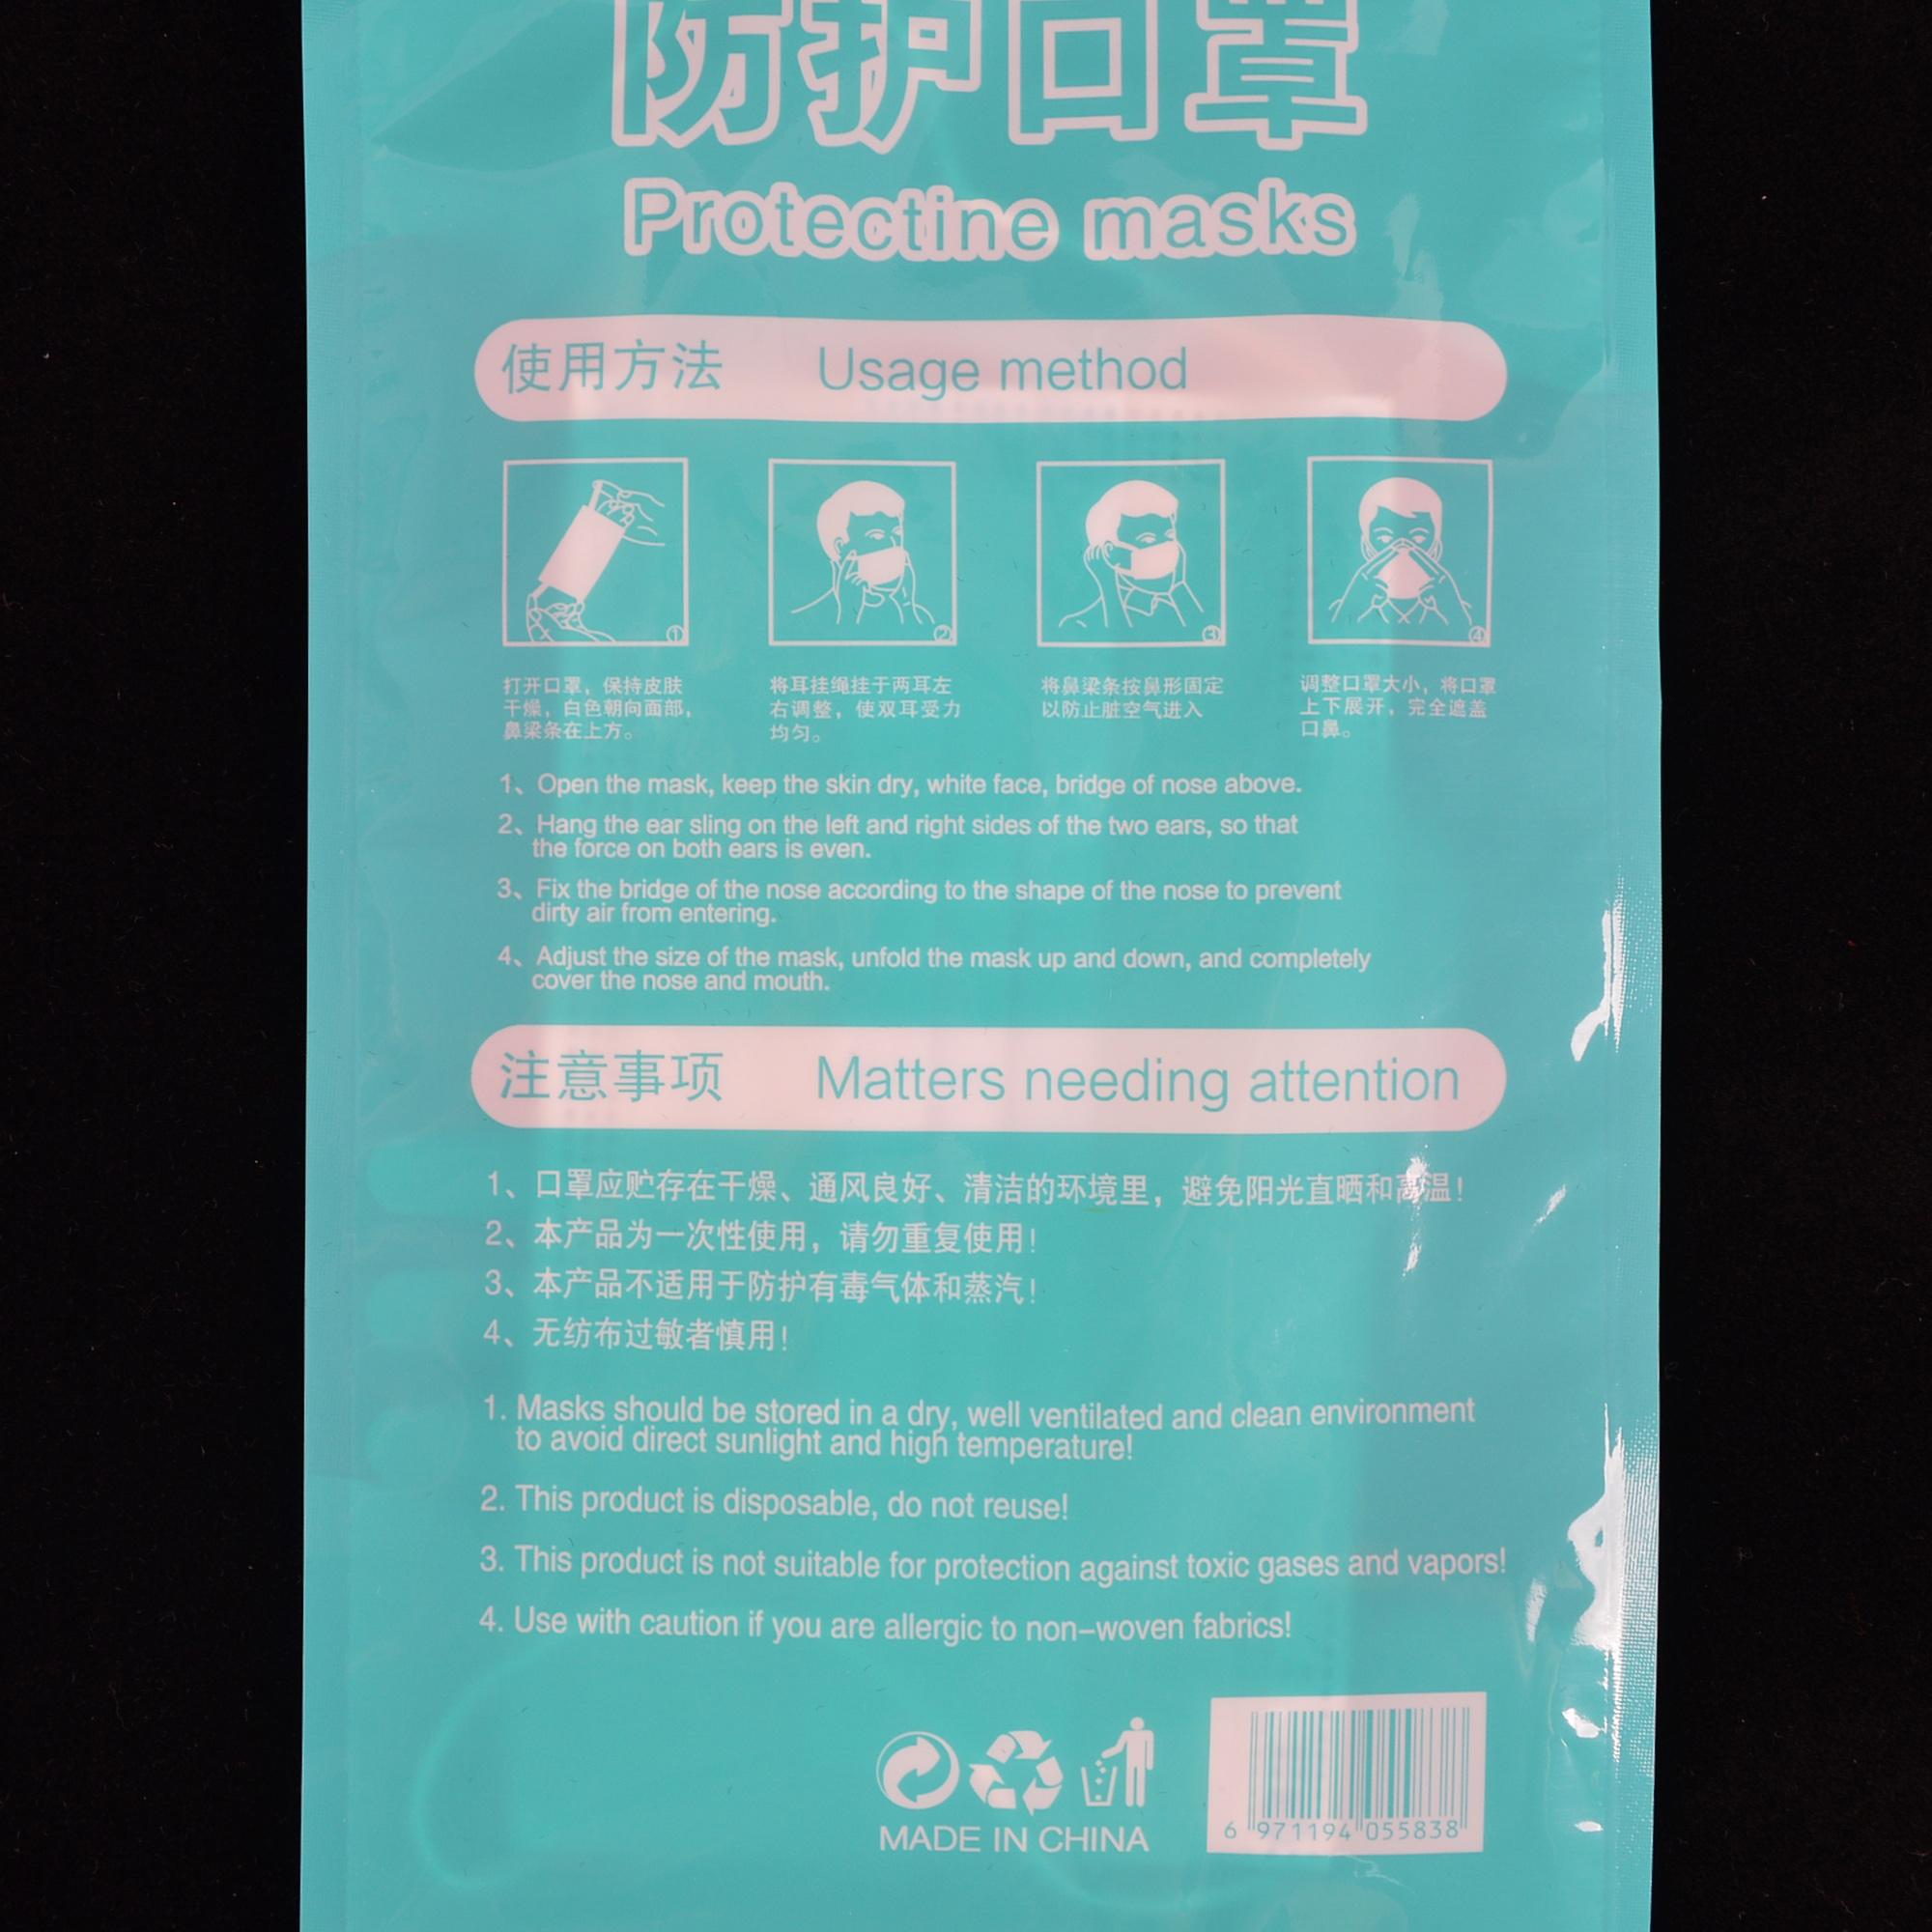 防护口罩
Protectine masks
使用方法 Usage method
①
②
③
④
打开口罩，保持皮肤
干燥，白色朝向面部，
鼻梁条在上方。
将耳挂绳挂于两耳左
右调整，使双耳受力
均匀。
将鼻梁条按鼻形固定
以防止脏空气进入
调整口罩大小，将口罩
上下展开，完全遮盖
口鼻。
1、Open the mask, keep the skin dry, white face, bridge of nose above.
2、Hang the ear sling on the left and right sides of the two ears, so that
the force on both ears is even.
3、Fix the bridge of the nose according to the shape of the nose to prevent
dirty air from entering.
4、Adjust the size of the mask, unfold the mask up and down, and completely
cover the nose and mouth.
注意事项 Matters needing attention
1、口罩应贮存在干燥、通风良好、清洁的环境里，避免阳光直晒和高温！
2、本产品为一次性使用，请勿重复使用！
3、本产品不适用于防护有毒气体和蒸汽！
4、无纺布过敏者慎用！
1. Masks should be stored in a dry, well ventilated and clean environment
to avoid direct sunlight and high temperature!
2. This product is disposable, do not reuse!
3. This product is not suitable for protection against toxic gases and vapors!
4. Use with caution if you are allergic to non–woven fabrics!
MADE IN CHINA
6 971194 055838